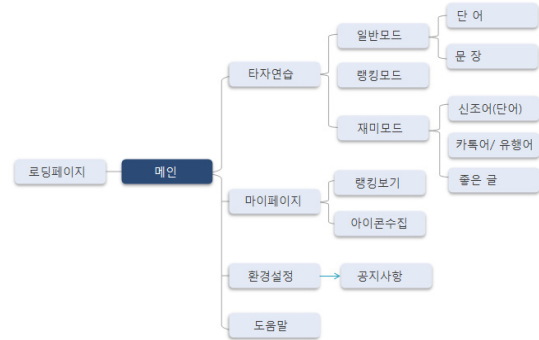 로딩페이지
메인
타자연습
일반모드
단 어
문 장
랭킹모드
재미모드
신조어(단어)
카톡어/ 유행어
좋은 글
마이페이지
랭킹보기
아이콘수집
환경설정
공지사항
도움말